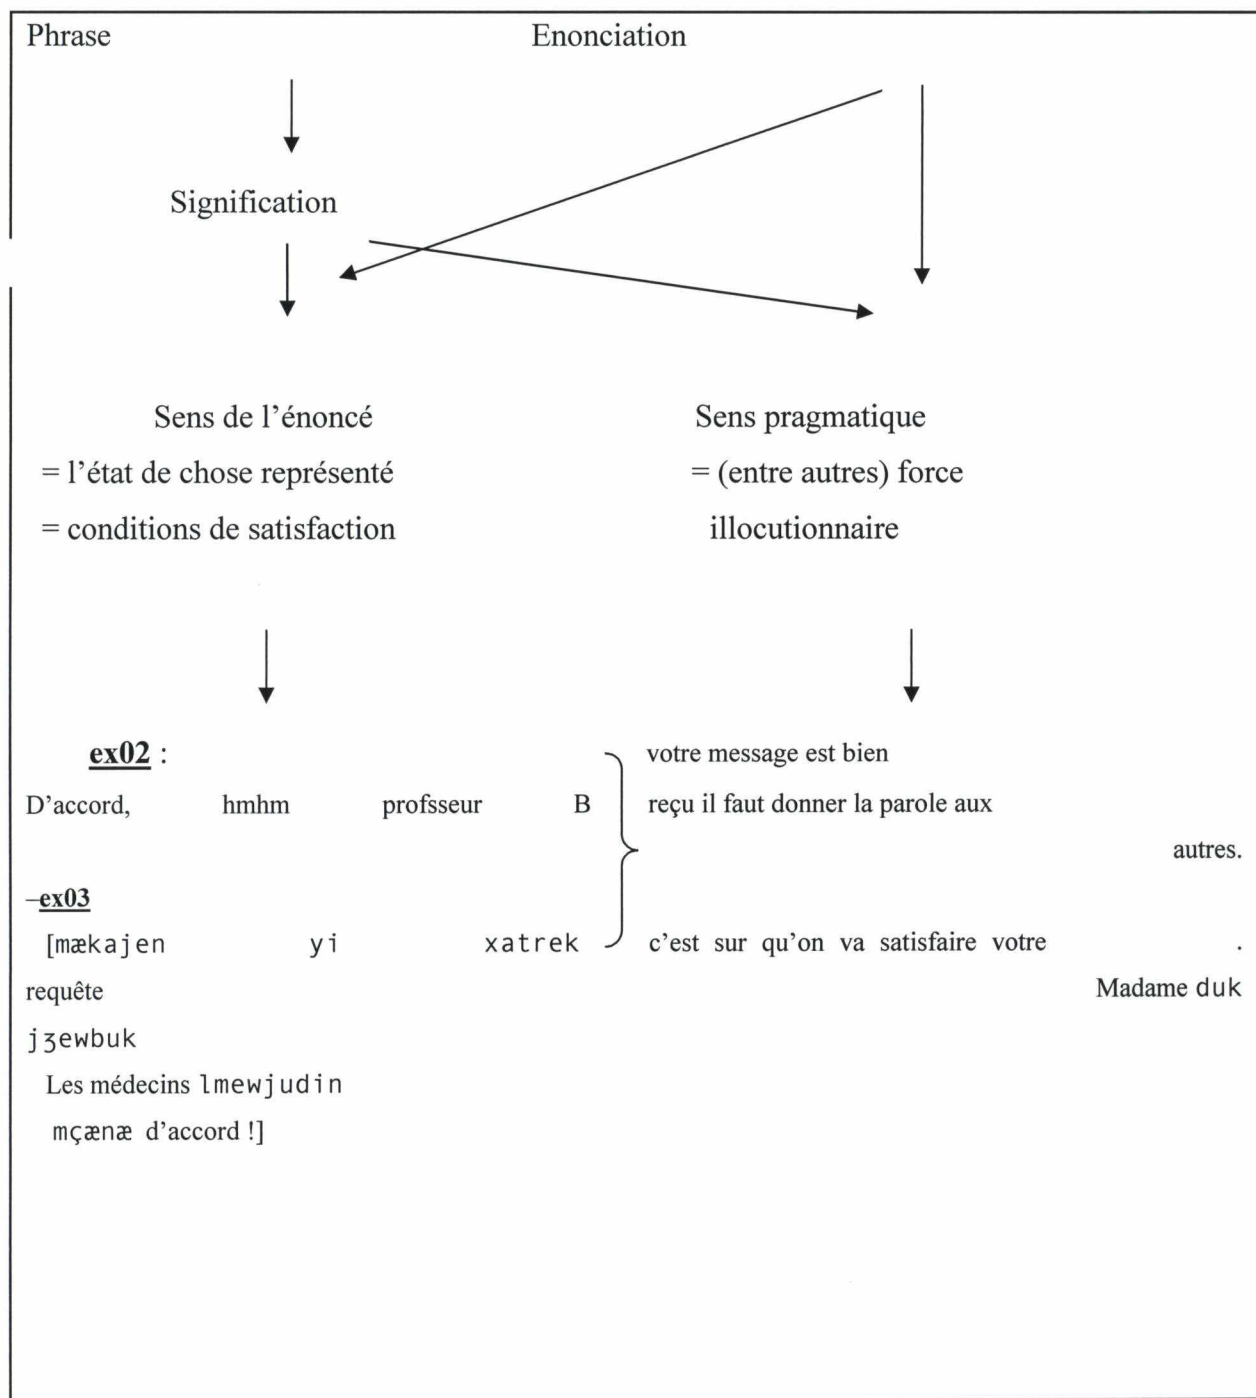 Phrase Enonciation
Signification
Sens de l’énoncé Sens pragmatique
= l’état de chose représenté = (entre autres) force
= conditions de satisfaction illocutionnaire
ex02 : votre message est bien
D’accord, hmhm profsseur B reçu il faut donner la parole aux
autres.
–ex03
[mækajen yi xatrek c’est sur qu’on va satisfaire votre .
requête Madame duk
jʒewbuk
Les médecins lmewjudin
mçænæ d’accord !]